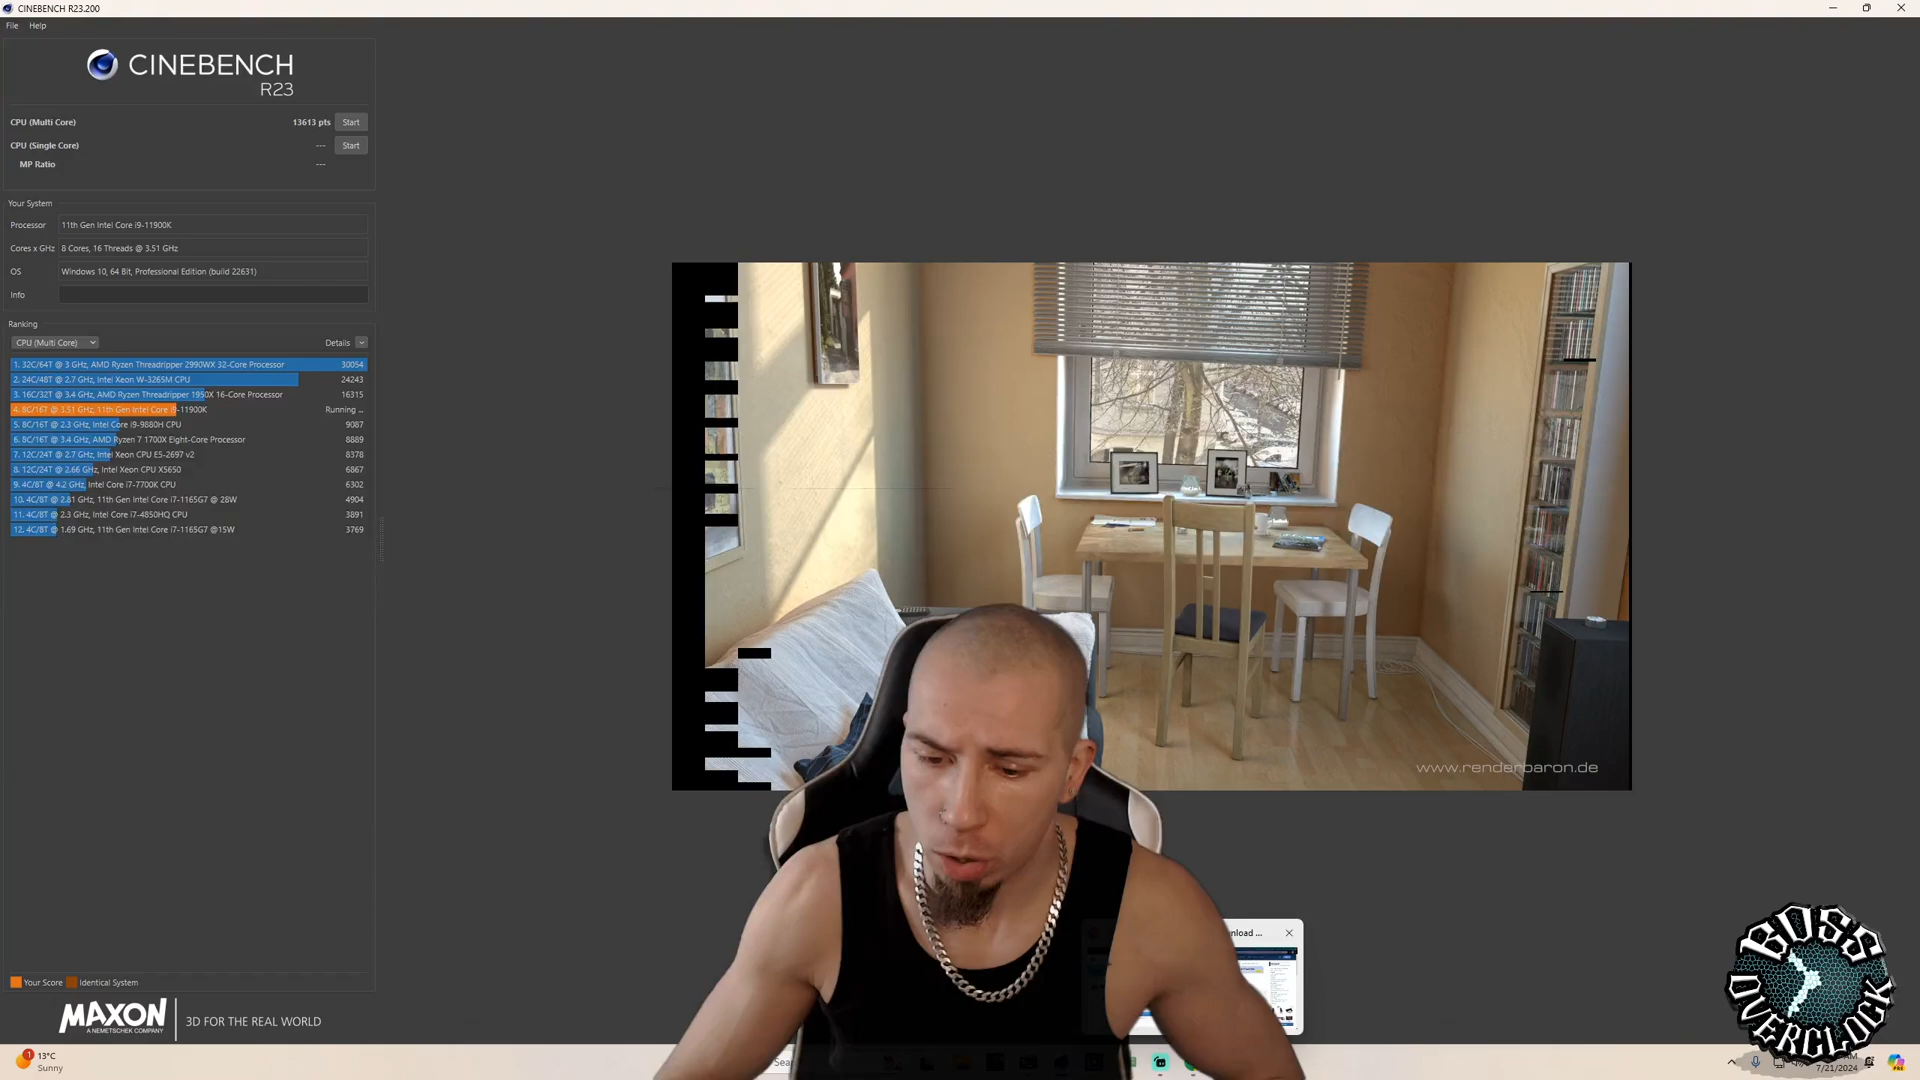 CINEBENCH R23.200
File Help
CINEBENCH
R23
CPU (Multi Core) 13613 pts Start
CPU (Single Core) --- Start
MP Ratio ---
Your System
Processor 11th Gen Intel Core i9-11900K
Cores x GHz 8 Cores, 16 Threads @ 3.51 GHz
OS Windows 10, 64 Bit, Professional Edition (build 22631)
Info
Ranking
CPU (Multi Core) Details
1. 32C/64T @ 3 GHz, AMD Ryzen Threadripper 2990WX 32-Core Processor 30054
2. 24C/48T @ 2.7 GHz, Intel Xeon W-3265M CPU 24243
3. 16C/32T @ 3.4 GHz, AMD Ryzen Threadripper 1950X 16-Core Processor 16315
4. 8C/16T @ 3.51 GHz, 11th Gen Intel Core i9-11900K Running ...
5. 8C/16T @ 2.3 GHz, Intel Core i9-9880H CPU 9087
6. 8C/16T @ 3.4 GHz, AMD Ryzen 7 1700X Eight-Core Processor 8889
7. 12C/24T @ 2.7 GHz, Intel Xeon CPU E5-2697 v2 8378
8. 12C/24T @ 2.66 GHz, Intel Xeon CPU X5650 6867
9. 4C/8T @ 4.2 GHz, Intel Core i7-7700K CPU 6302
10. 4C/8T @ 2.81 GHz, 11th Gen Intel Core i7-1165G7 @ 28W 4904
11. 4C/8T @ 2.3 GHz, Intel Core i7-4850HQ CPU 3891
12. 4C/8T @ 1.69 GHz, 11th Gen Intel Core i7-1165G7 @15W 3769
www.renderbaron.de
Your Score Identical System
MAXON
A NEMETSCHEK COMPANY
3D FOR THE REAL WORLD
BOSS
OVERCLOCK
1
13°C
Sunny
7/21/2024
PRE